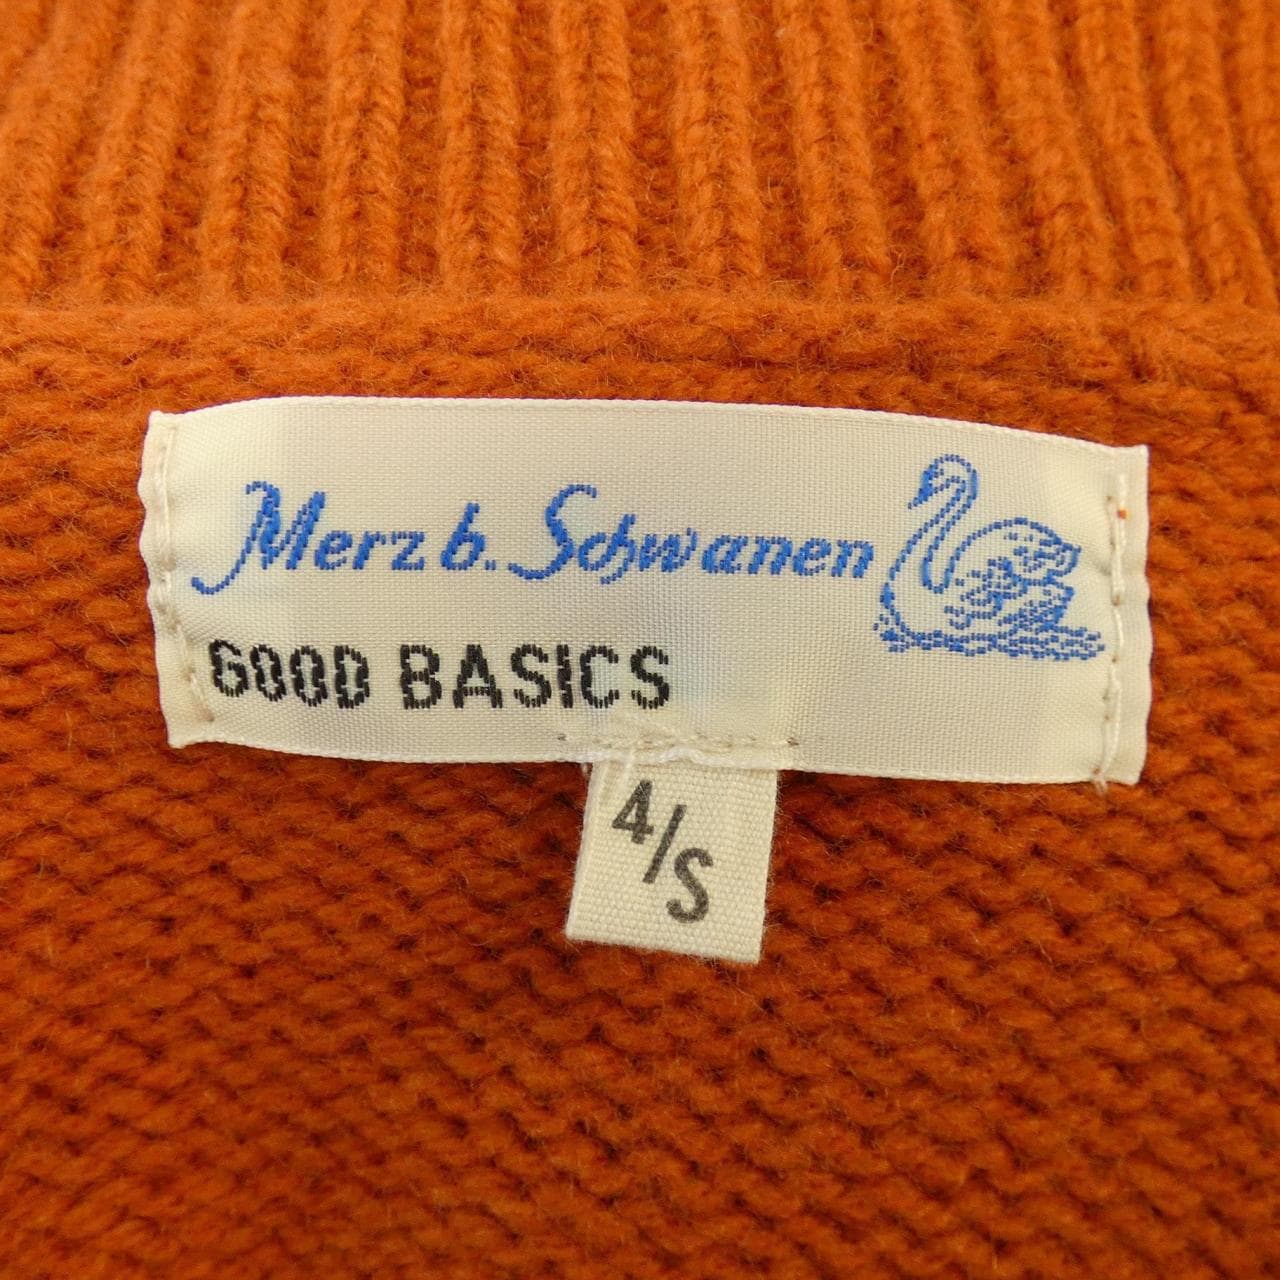 Merz b. Schwanen
GOOD BASICS
4/S